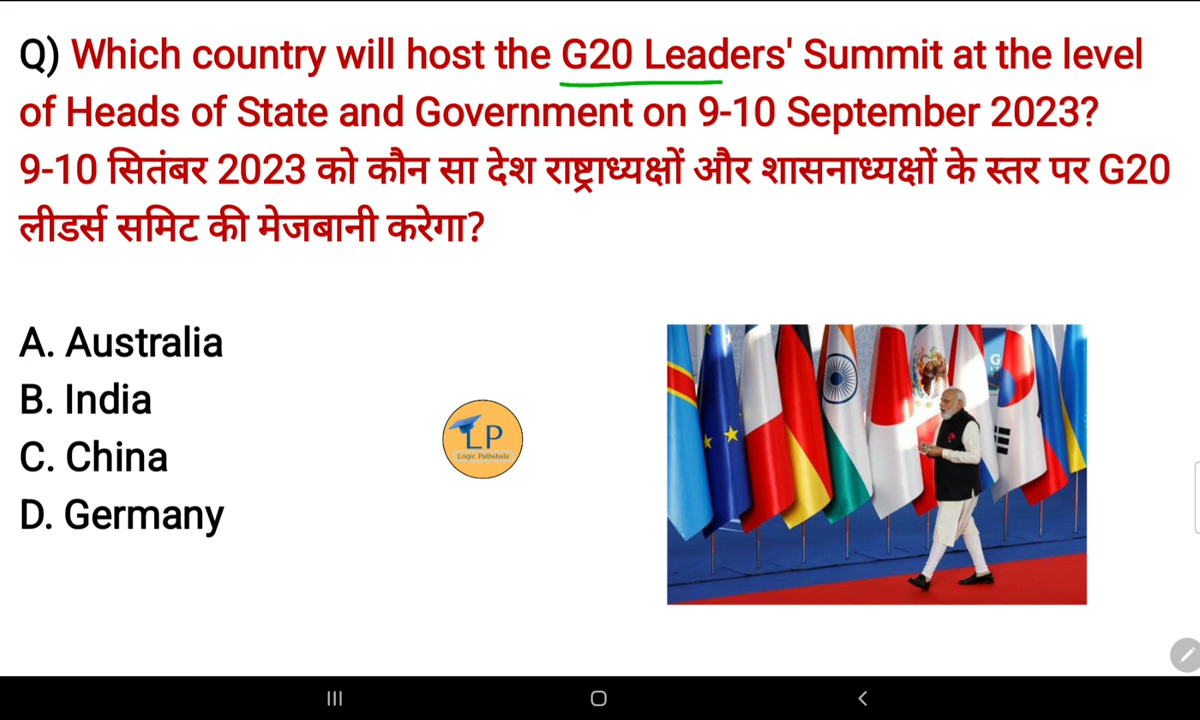 Q) Which country will host the G20 Leaders' Summit at the level
of Heads of State and Government on 9-10 September 2023?
9-10 सितंबर 2023 को कौन सा देश राष्ट्राध्यक्षों और शासनाध्यक्षों के स्तर पर G20
लीडर्स समिट की मेजबानी करेगा?
A. Australia
B. India
C. China
D. Germany
LP
Logic Pathshala
G